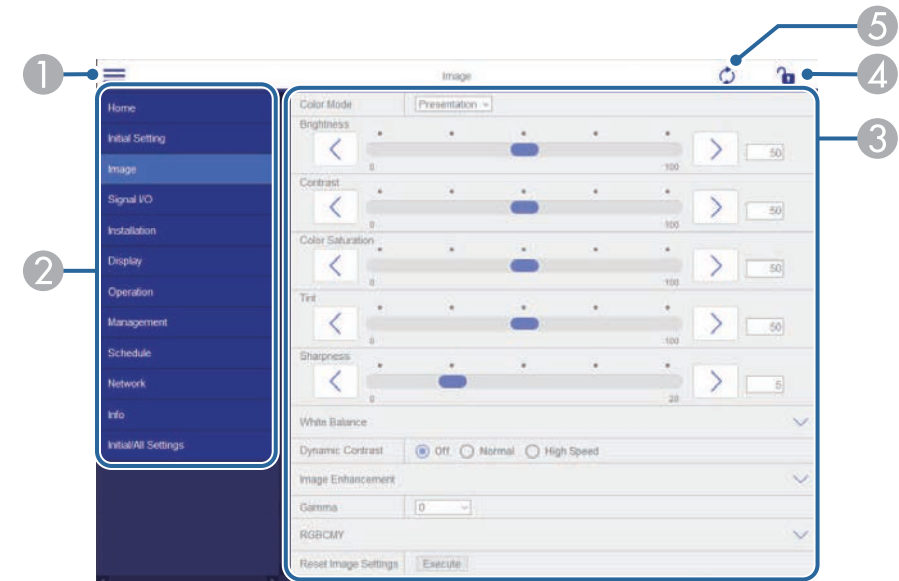 5
1
Image
4
Home
Initial Setting
Image
Signal I/O
Installation
Display
Operation
Management
Schedule
Network
Info
Initial/All Settings
2
Color Mode Presentation
Brightness
0 100 50
Contrast
0 100 50
Color Saturation
0 100 50
Tint
0 100 50
Sharpness
0 20 5
White Balance
Dynamic Contrast Off Normal High Speed
Image Enhancement
Gamma 0
RGBCMY
Reset Image Settings Execute
3